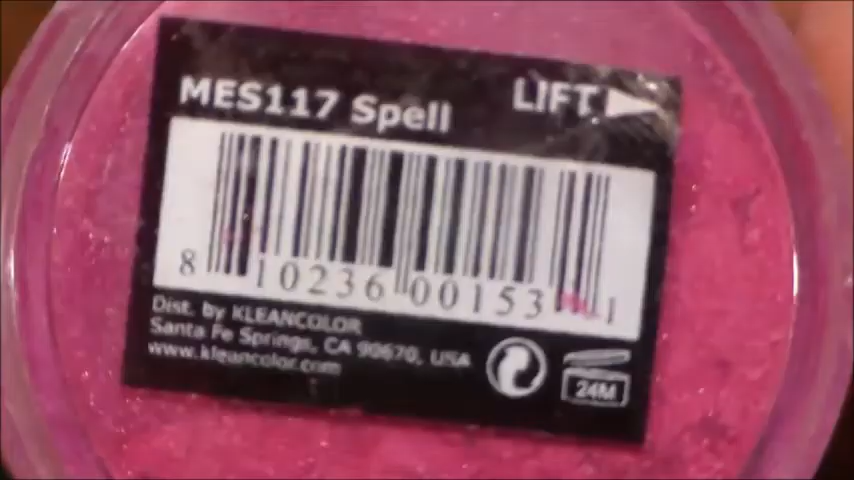 MES117 Spell
LIFT
8 10236 00153 1
Dist. by KLEANCOLOR
Santa Fe Springs, CA 90670, USA
www.kleancolor.com
24M